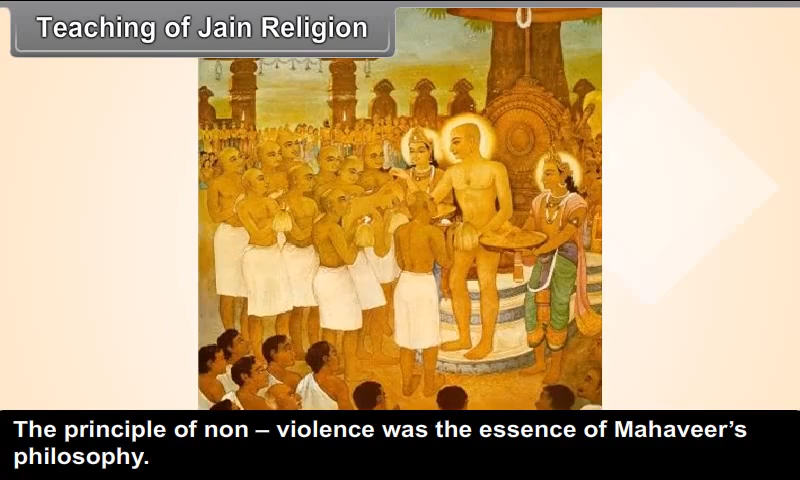 Teaching of Jain Religion
The principle of non – violence was the essence of Mahaveer’s
philosophy.